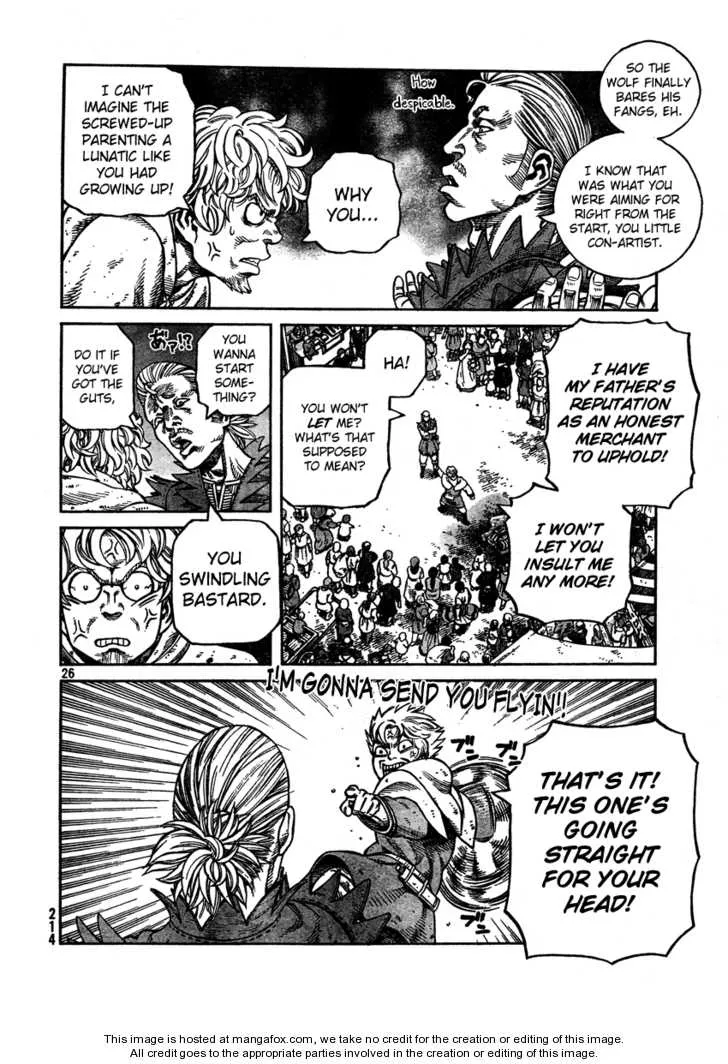 SO THE
WOLF FINALLY
BARES HIS
FANGS, EH.
I KNOW THAT
WAS WHAT YOU
WERE AIMING FOR
RIGHT FROM THE
START, YOU LITTLE
CON-ARTIST.
How
despicable.
WHY
YOU...
I CAN'T
IMAGINE THE
SCREWED-UP
PARENTING A
LUNATIC LIKE
YOU HAD
GROWING UP!
I HAVE
MY FATHER'S
REPUTATION
AS AN HONEST
MERCHANT
TO UPHOLD!
I WON'T
LET YOU
INSULT ME
ANY MORE!
HA!
YOU WON'T
LET ME?
WHAT'S THAT
SUPPOSED
TO MEAN?
YOU
WANNA
START
SOME-
THING?
DO IT IF
YOU'VE
GOT THE
GUTS,
YOU
SWINDLING
BASTARD.
26
I'M GONNA SEND YOU FLYIN!!
THAT'S IT!
THIS ONE'S
GOING
STRAIGHT
FOR YOUR
HEAD!
ブン
ブン
ブン
214
This image is hosted at mangafox.com, we take no credit for the creation or editing of this image.
All credit goes to the appropriate parties involved in the creation or editing of this image.